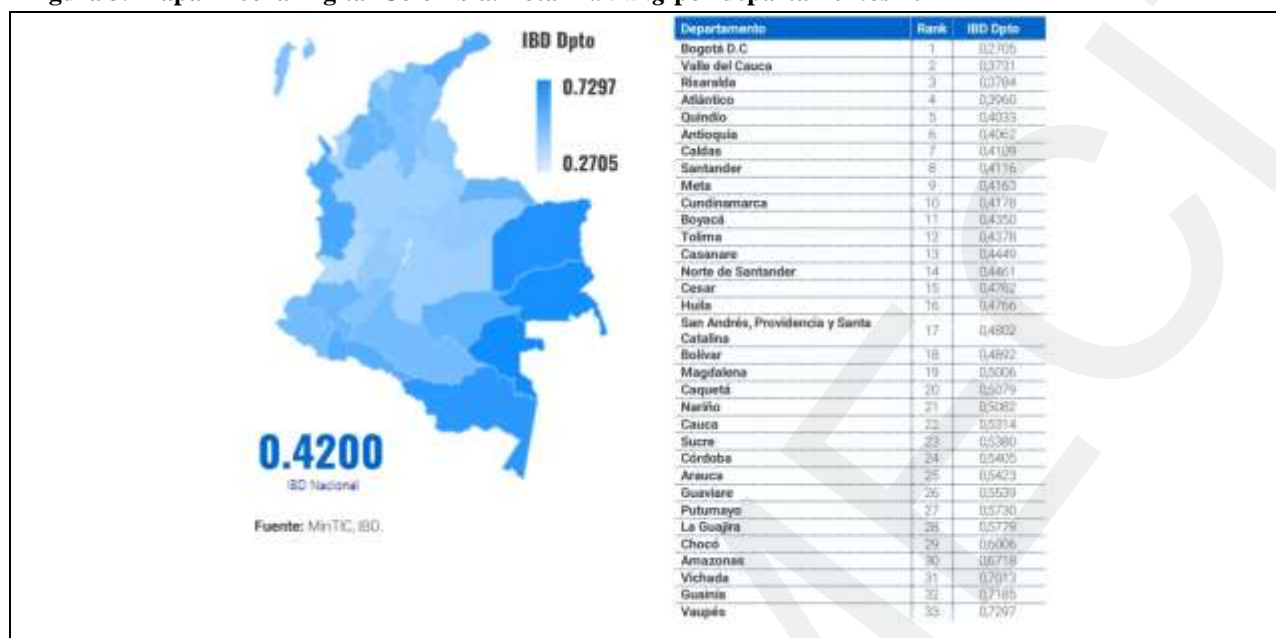 IBD Dpto
0.7297
0.2705
0.4200
IBD Nacional
Fuente: MinTIC, IBD.
Departamento Rank IBD Dpto
Bogotá D.C 1 0,2705
Valle del Cauca 2 0,3731
Risaralda 3 0,3784
Atlántico 4 0,3960
Quindío 5 0,4033
Antioquia 6 0,4062
Caldas 7 0,4109
Santander 8 0,4116
Meta 9 0,4163
Cundinamarca 10 0,4178
Boyacá 11 0,4350
Tolima 12 0,4378
Casanare 13 0,4449
Norte de Santander 14 0,4461
Cesar 15 0,4762
Huila 16 0,4766
San Andrés, Providencia y Santa
Catalina 17 0,4802
Bolívar 18 0,4892
Magdalena 19 0,5006
Caquetá 20 0,5079
Nariño 21 0,5082
Cauca 22 0,5314
Sucre 23 0,5380
Córdoba 24 0,5405
Arauca 25 0,5423
Guaviare 26 0,5539
Putumayo 27 0,5730
La Guajira 28 0,5779
Chocó 29 0,6006
Amazonas 30 0,6718
Vichada 31 0,7013
Guainía 32 0,7185
Vaupés 33 0,7297